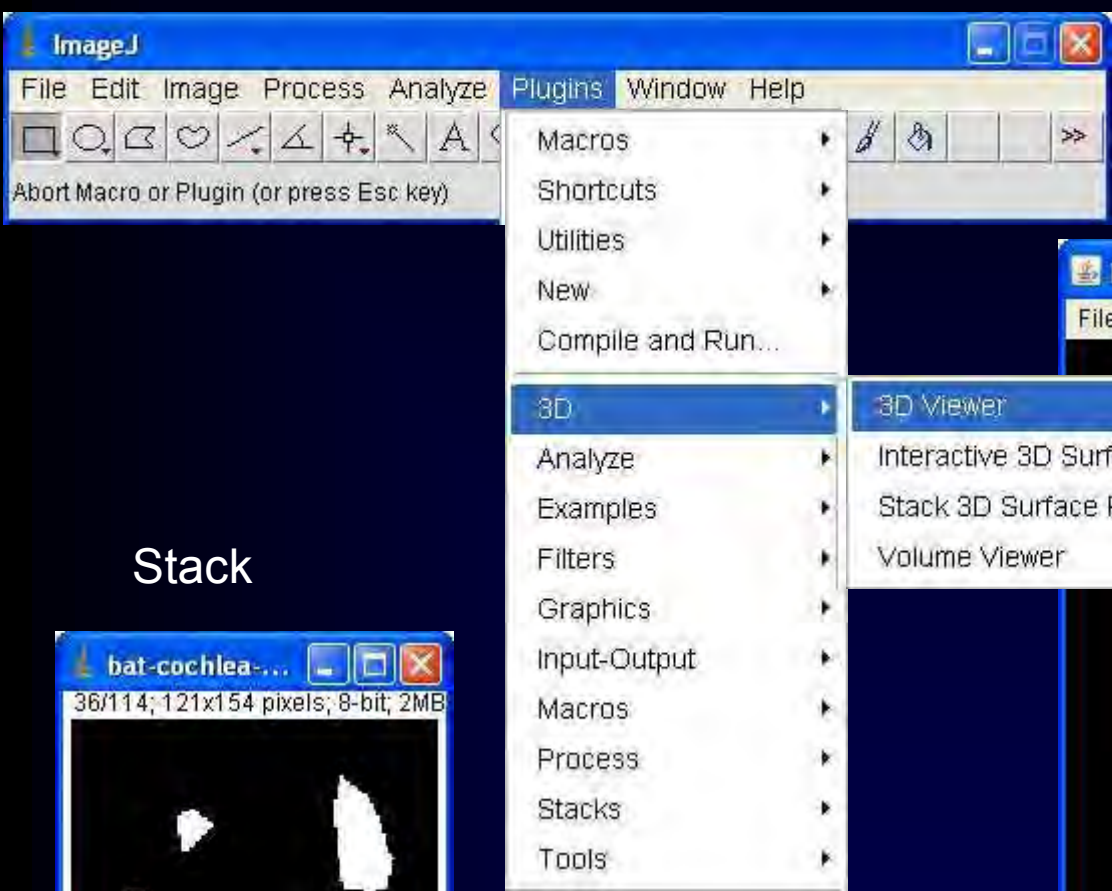 ImageJ
File Edit Image Process Analyze Plugins Window Help
A >>
Abort Macro or Plugin (or press Esc key)
Macros
Shortcuts
Utilities
New
Compile and Run...
3D
Analyze
Examples
Filters
Graphics
Input-Output
Macros
Process
Stacks
Tools
3D Viewer
Interactive 3D Surf
Stack 3D Surface
Volume Viewer
File
Stack
bat-cochlea-...
36/114; 121x154 pixels; 8-bit; 2MB